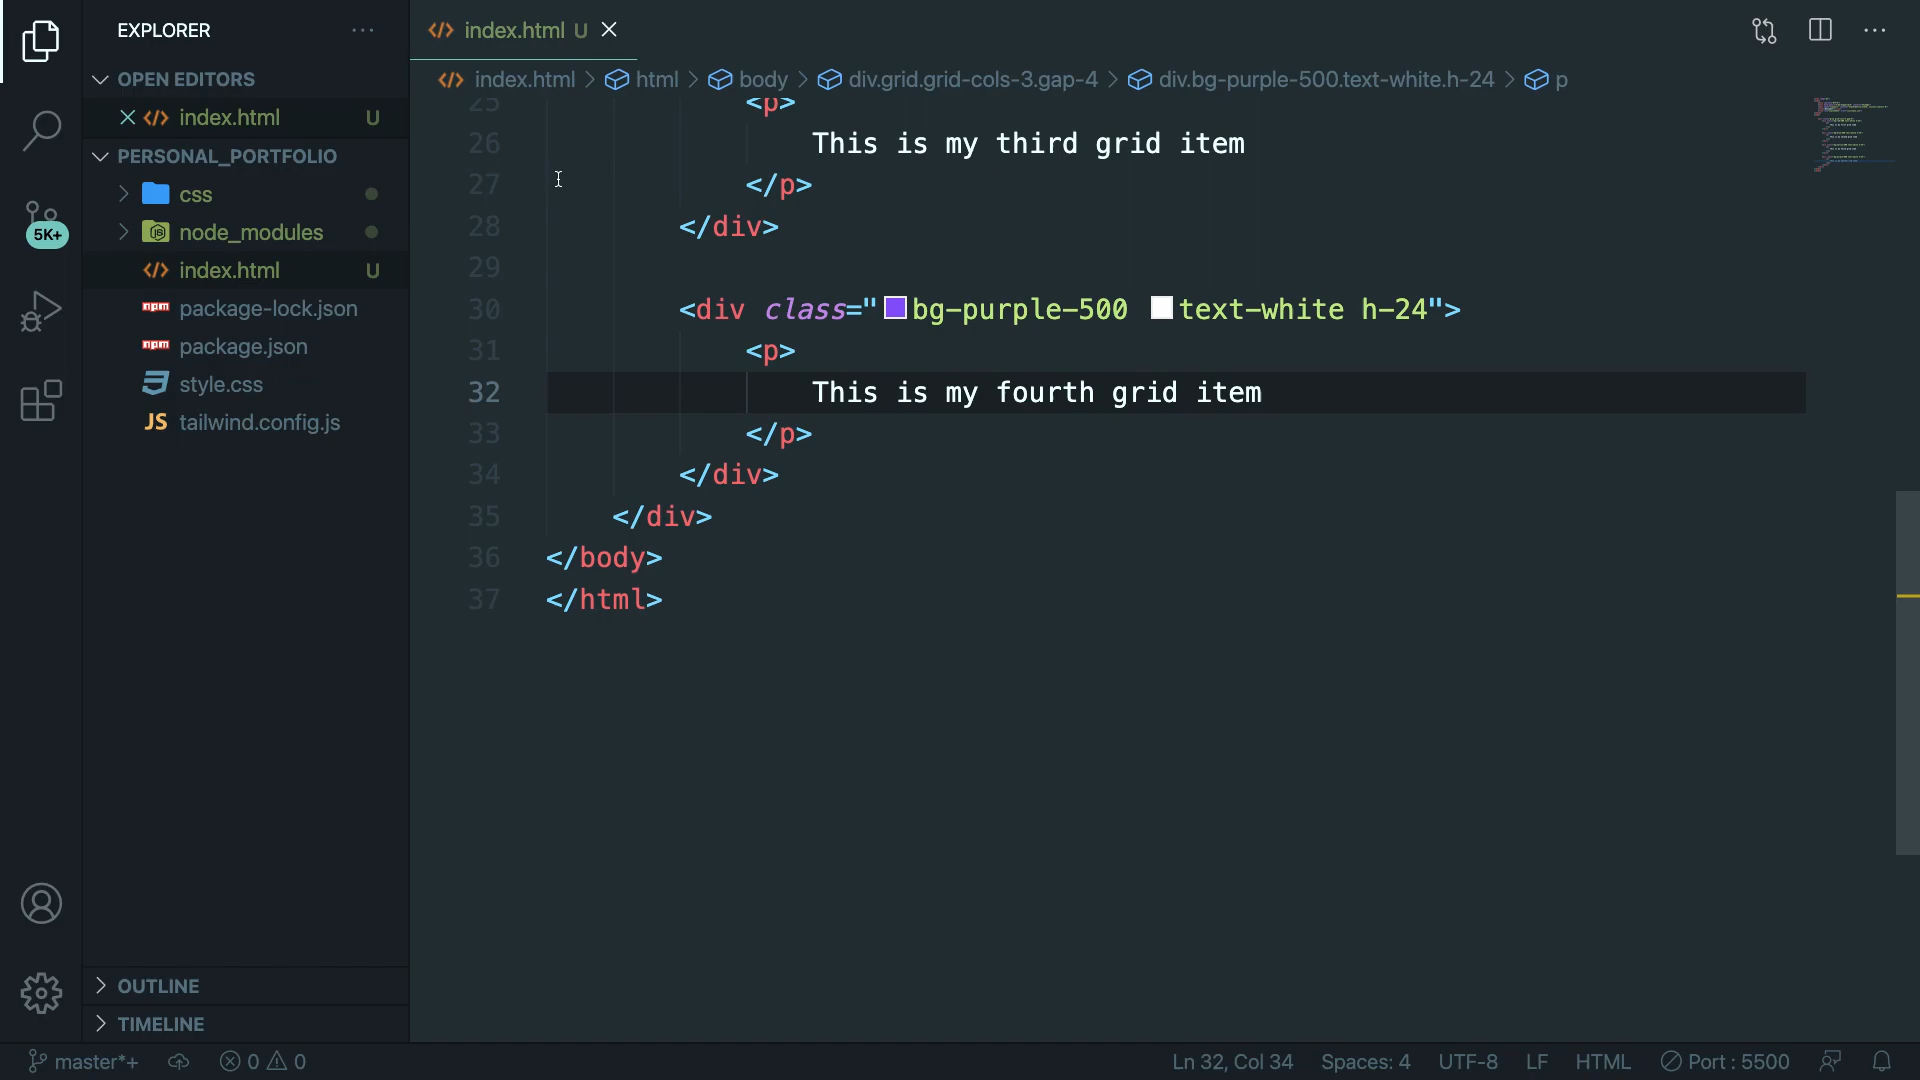 EXPLORER
OPEN EDITORS
index.html U
PERSONAL_PORTFOLIO
css
node_modules
index.html U
package-lock.json
package.json
style.css
JS tailwind.config.js
OUTLINE
TIMELINE
5K+
index.html U
index.html > html > body > div.grid.grid-cols-3.gap-4 > div.bg-purple-500.text-white.h-24 > p
25 <p>
26 This is my third grid item
27 </p>
28 </div>
29
30 <div class="bg-purple-500 text-white h-24">
31 <p>
32 This is my fourth grid item
33 </p>
34 </div>
35 </div>
36 </body>
37 </html>
master*+ 0 0 Ln 32, Col 34 Spaces: 4 UTF-8 LF HTML Port : 5500